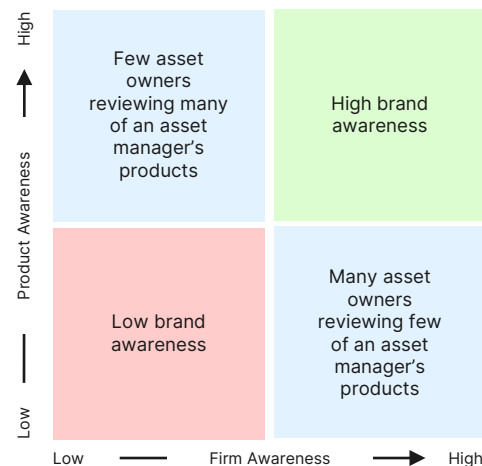 High
Product Awareness
Low
Few asset
owners
reviewing many
of an asset
manager’s
products
High brand
awareness
Low brand
awareness
Many asset
owners
reviewing few
of an asset
manager’s
products
Low
Firm Awareness
High